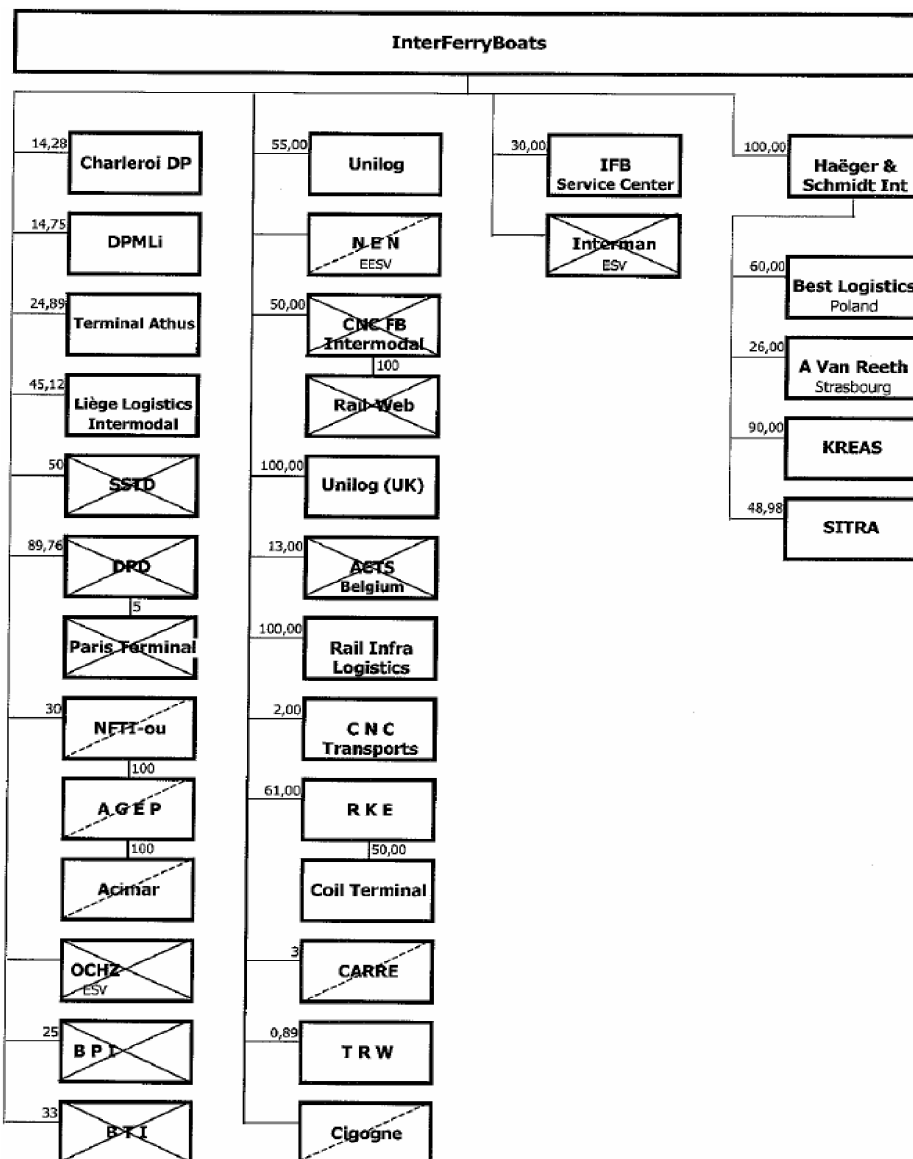 InterFerryBoats
14,28
Charleroi DP
14,75
DPMLi
24,89
Terminal Athus
45,12
Liège Logistics
Intermodal
50
SSTD
89,76
DPD
5
Paris Terminal
30
NFTI-ou
100
A G E P
100
Acimar
OCHZ
ESV
25
B P I
33
B T I
55,00
Unilog
N E N
EESV
50,00
CNC FB
Intermodal
100
Rail-Web
100,00
Unilog (UK)
13,00
ACTS
Belgium
100,00
Rail Infra
Logistics
2,00
C N C
Transports
61,00
R K E
50,00
Coil Terminal
3
CARRE
0,89
T R W
Cigogne
30,00
IFB
Service Center
Interman
ESV
100,00
Haëger &
Schmidt Int
60,00
Best Logistics
Poland
26,00
A Van Reeth
Strasbourg
90,00
KREAS
48,98
SITRA